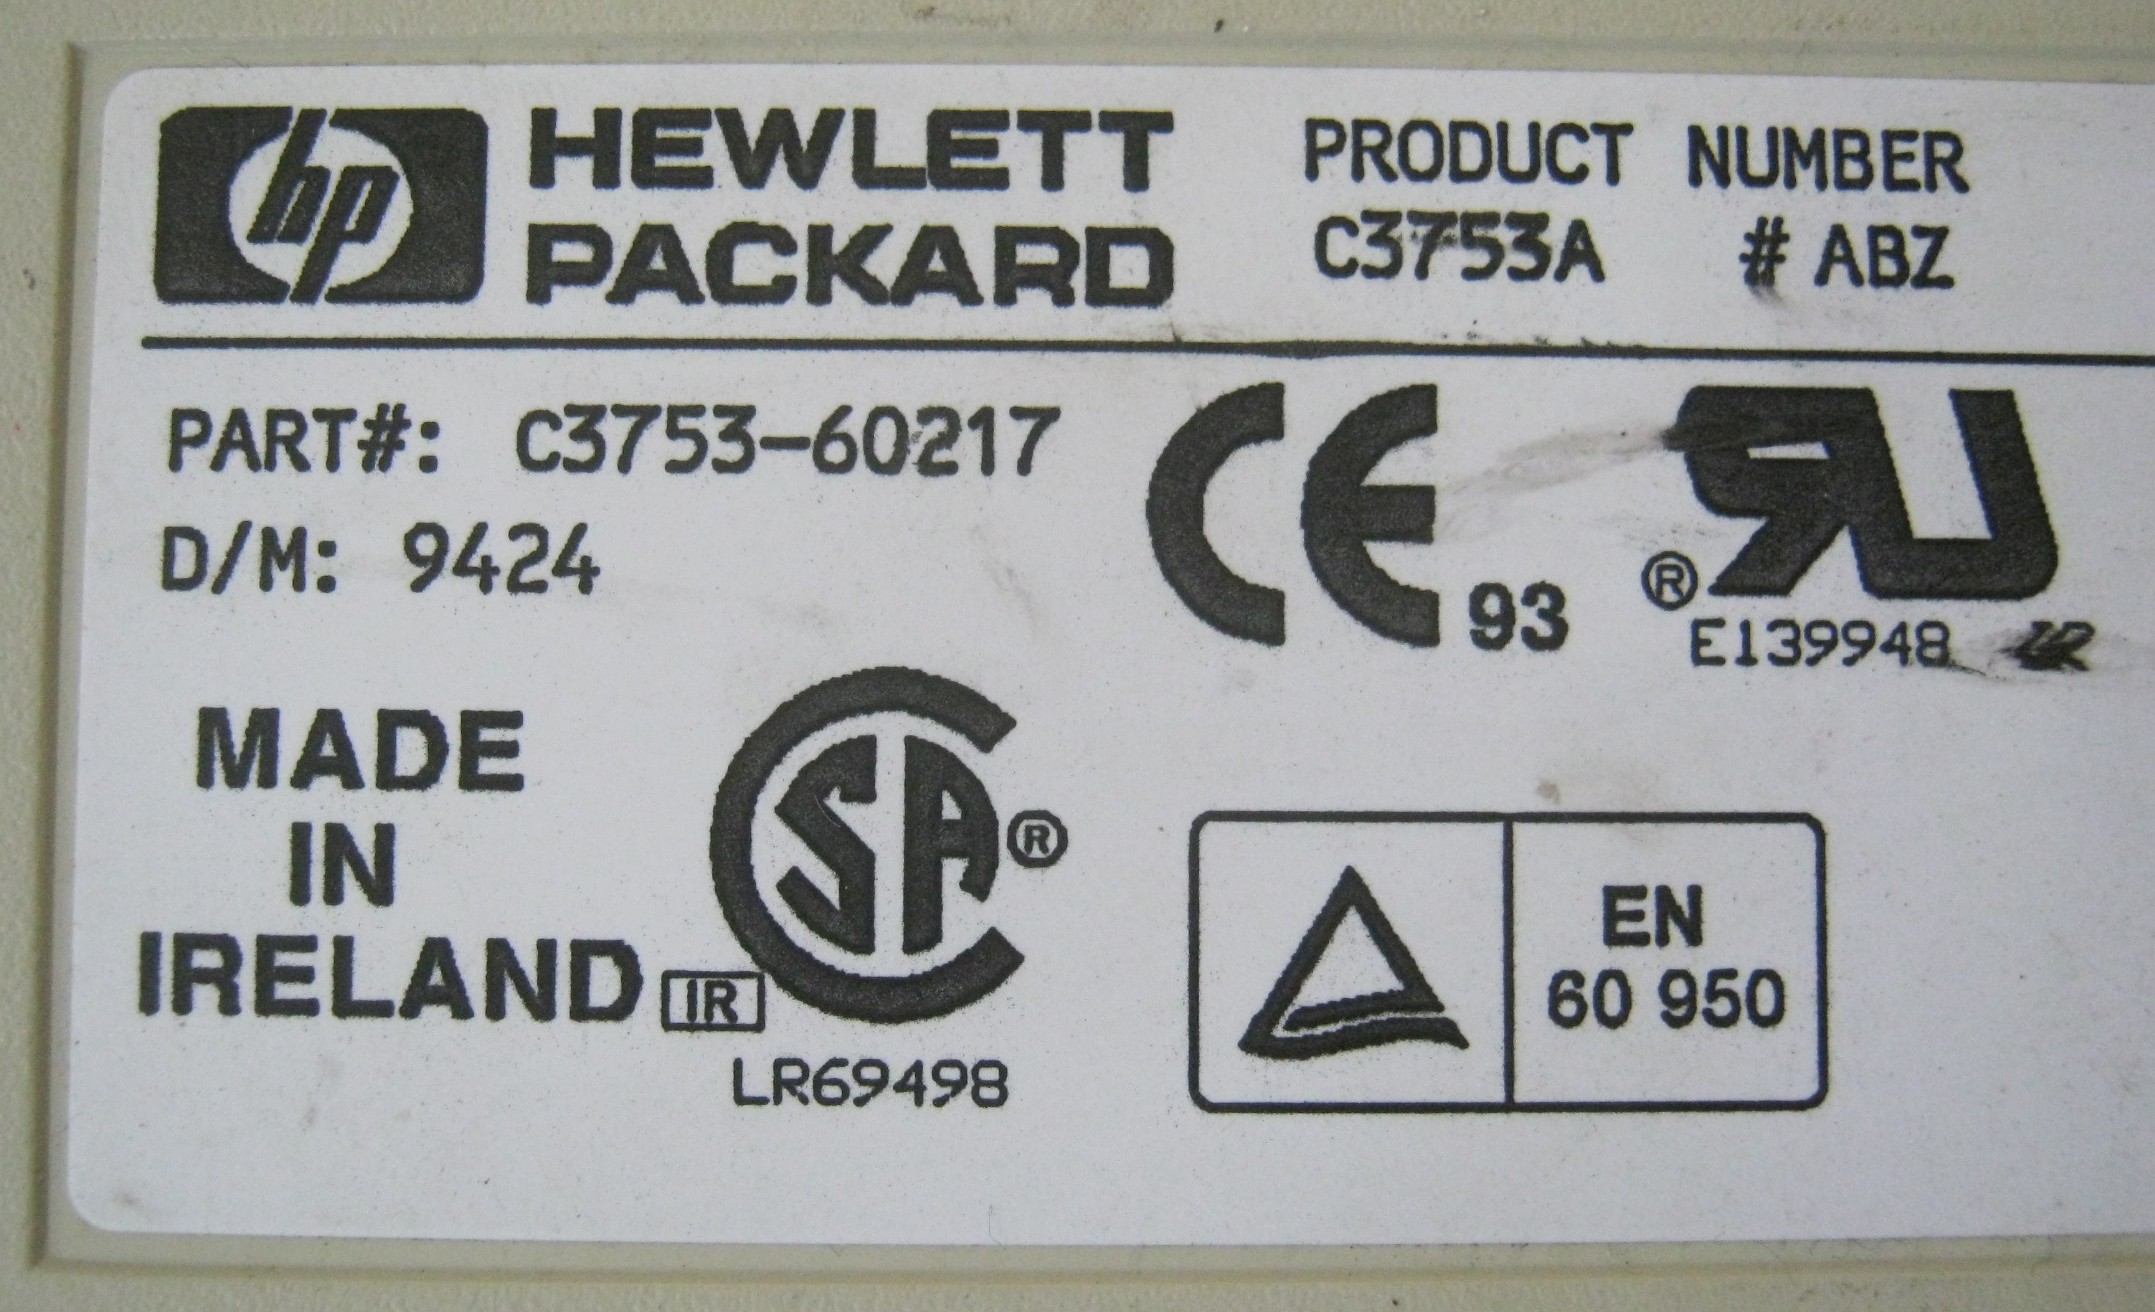 hp HEWLETT PACKARD
PRODUCT NUMBER
C3753A # ABZ
PART#: C3753-60217
D/M: 9424
MADE
IN
IRELAND
IR
SA ®
LR69498
CE 93
® RU
E139948
EN
60 950